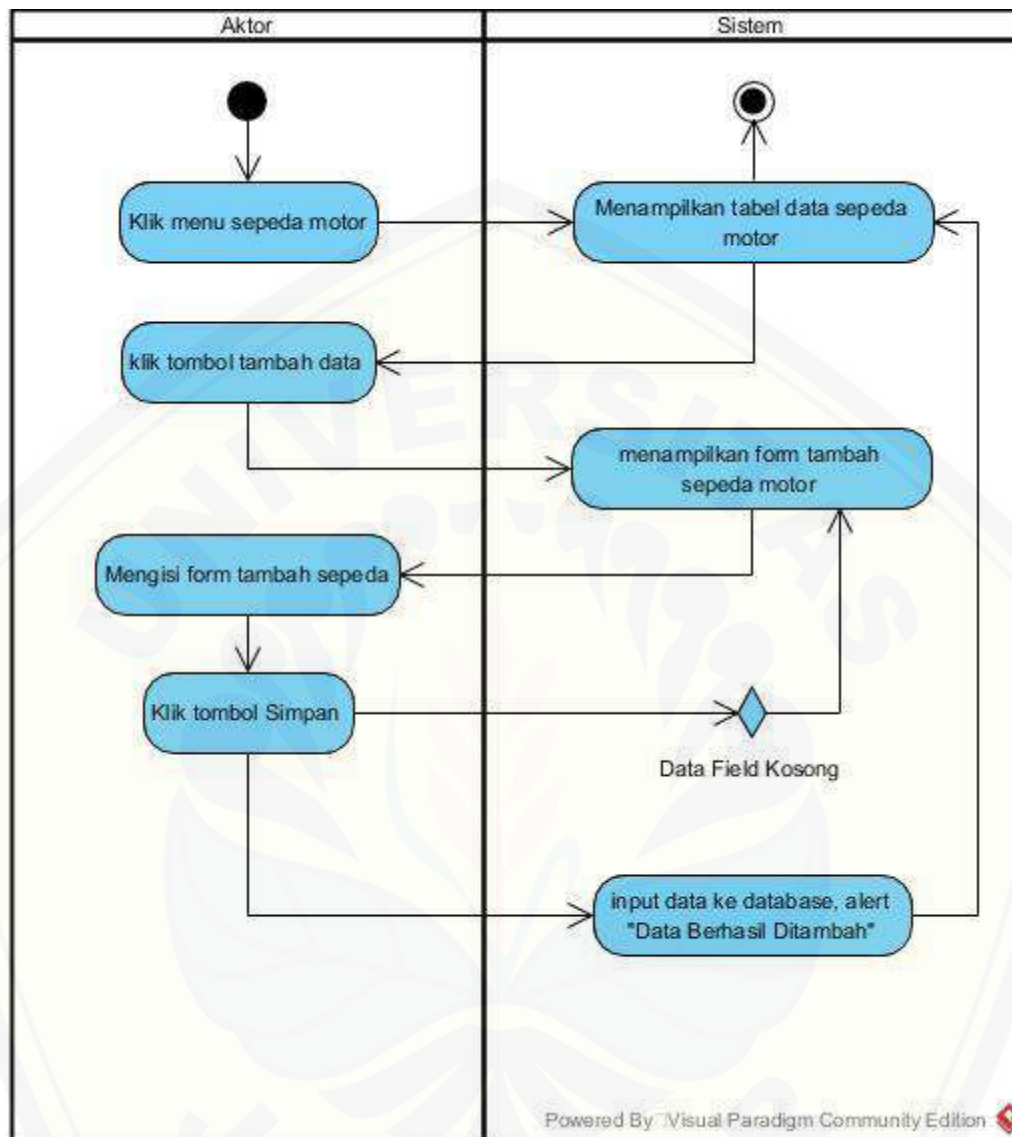 Aktor
Sistem
Klik menu sepeda motor
Menampilkan tabel data sepeda
motor
klik tombol tambah data
menampilkan form tambah
sepeda motor
Mengisi form tambah sepeda
Klik tombol Simpan
Data Field Kosong
input data ke database, alert
"Data Berhasil Ditambah"
UNIVERSITAS
Powered By Visual Paradigm Community Edition